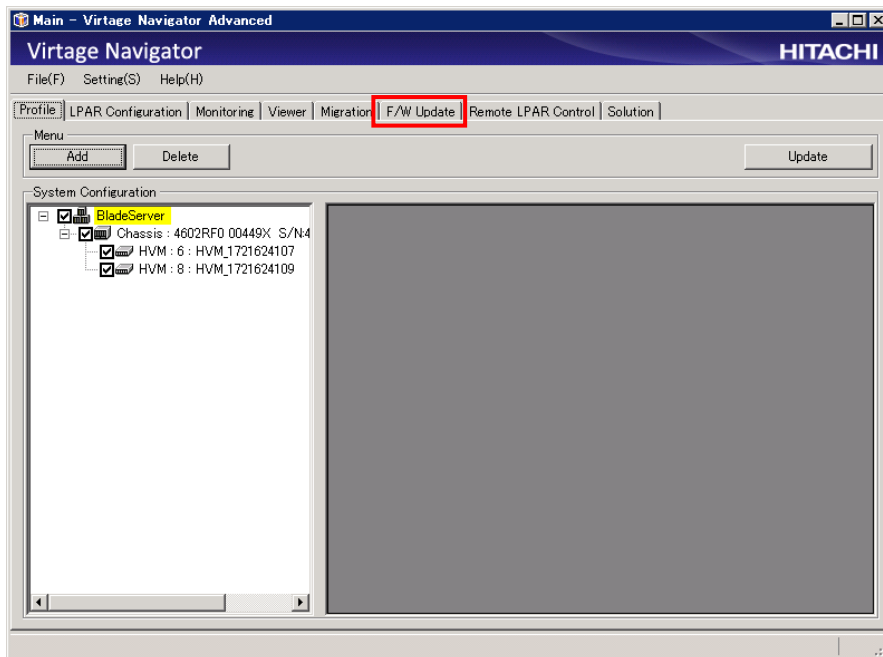 Main - Virtage Navigator Advanced
Virtage Navigator
HITACHI
File(F) Setting(S) Help(H)
Profile LPAR Configuration Monitoring Viewer Migration F/W Update Remote LPAR Control Solution
Menu
Add Delete Update
System Configuration
BladeServer
Chassis : 4602RF0 00449X S/N:4
HVM : 6 : HVM_1721624107
HVM : 8 : HVM_1721624109